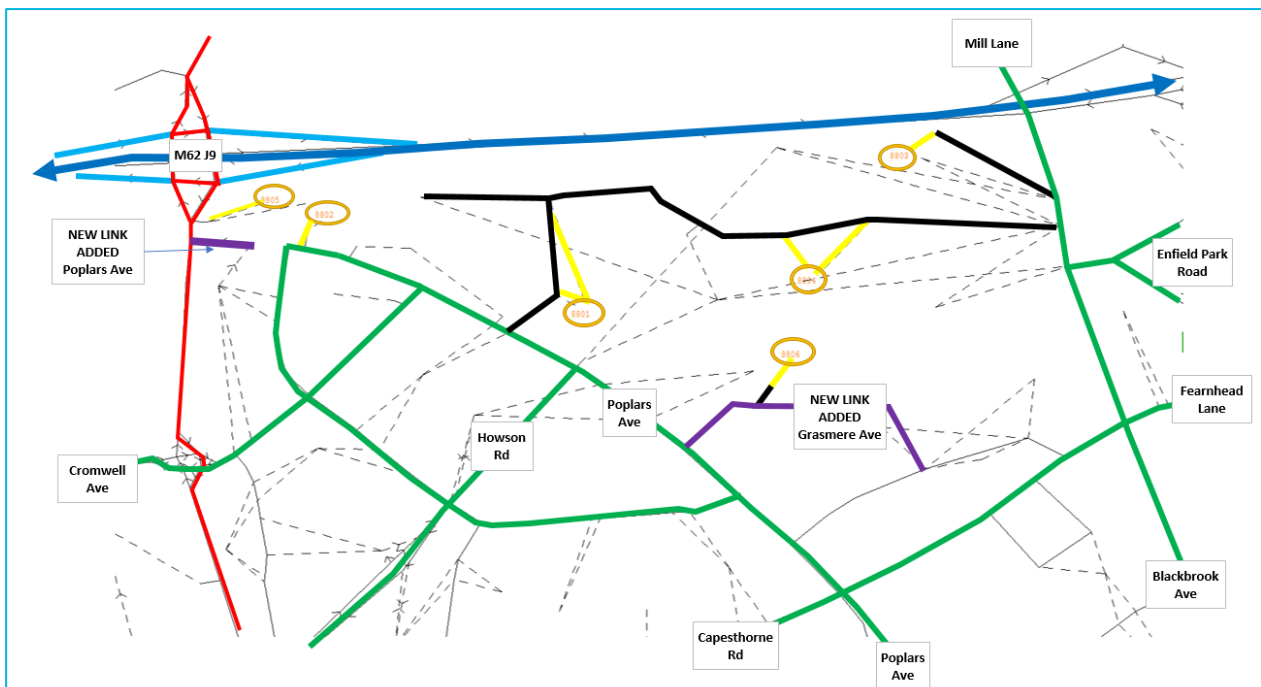 Mill Lane
M62 J9
8803
8805
8802
NEW LINK
ADDED
Poplars Ave
Enfield Park
Road
8801
8806
Fearnhead
Lane
NEW LINK
ADDED
Grasmere Ave
Poplars
Ave
Howson
Rd
Cromwell
Ave
Blackbrook
Ave
Capesthorne
Rd
Poplars
Ave